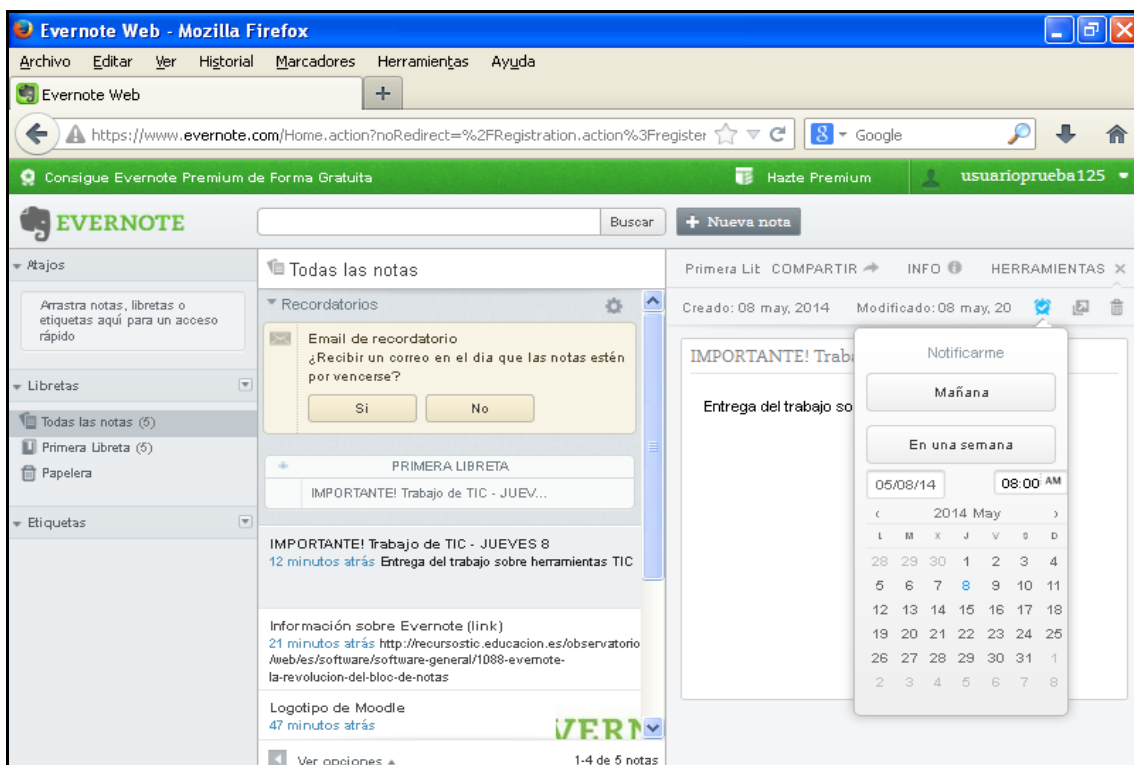 Evernote Web - Mozilla Firefox
Archivo Editar Ver Historial Marcadores Herramientas Ayuda
Evernote Web
https://www.evernote.com/Home.action?noRedirect=%2FRegistration.action%3Fregister
Google
Consigue Evernote Premium de Forma Gratuita
Hazte Premium
usuarioprueba125
EVERNOTE
Buscar
+ Nueva nota
Atajos
Arrastra notas, libretas o
etiquetas aquí para un acceso
rápido
Libretas
Todas las notas (5)
Primera Libreta (5)
Papelera
Etiquetas
Todas las notas
Recordatorios
Email de recordatorio
¿Recibir un correo en el dia que las notas estén
por vencerse?
Si No
PRIMERA LIBRETA
IMPORTANTE! Trabajo de TIC - JUEV...
IMPORTANTE! Trabajo de TIC - JUEVES 8
12 minutos atrás Entrega del trabajo sobre herramientas TIC
Información sobre Evernote (link)
21 minutos atrás http://recursostic.educacion.es/observatorio
/web/es/software/software-general/1088-evernote-
la-revolucion-del-bloc-de-notas
Logotipo de Moodle
47 minutos atrás
VERN
Ver opciones
1-4 de 5 notas
Primera Lib COMPARTIR INFO HERRAMIENTAS
Creado: 08 may, 2014 Modificado: 08 may, 20
IMPORTANTE! Trab
Entrega del trabajo so
Notificarme
Mañana
En una semana
05/08/14 08:00 AM
‹ 2014 May ›
L M X J V S D
28 29 30 1 2 3 4
5 6 7 8 9 10 11
12 13 14 15 16 17 18
19 20 21 22 23 24 25
26 27 28 29 30 31 1
2 3 4 5 6 7 8